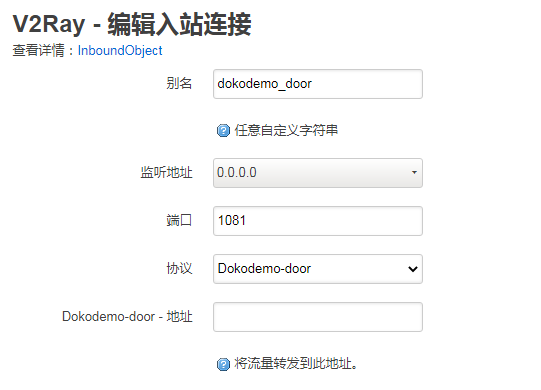 V2Ray - 编辑入站连接
查看详情：InboundObject
别名 dokodemo_door
任意自定义字符串
监听地址 0.0.0.0
端口 1081
协议 Dokodemo-door
Dokodemo-door - 地址
将流量转发到此地址。